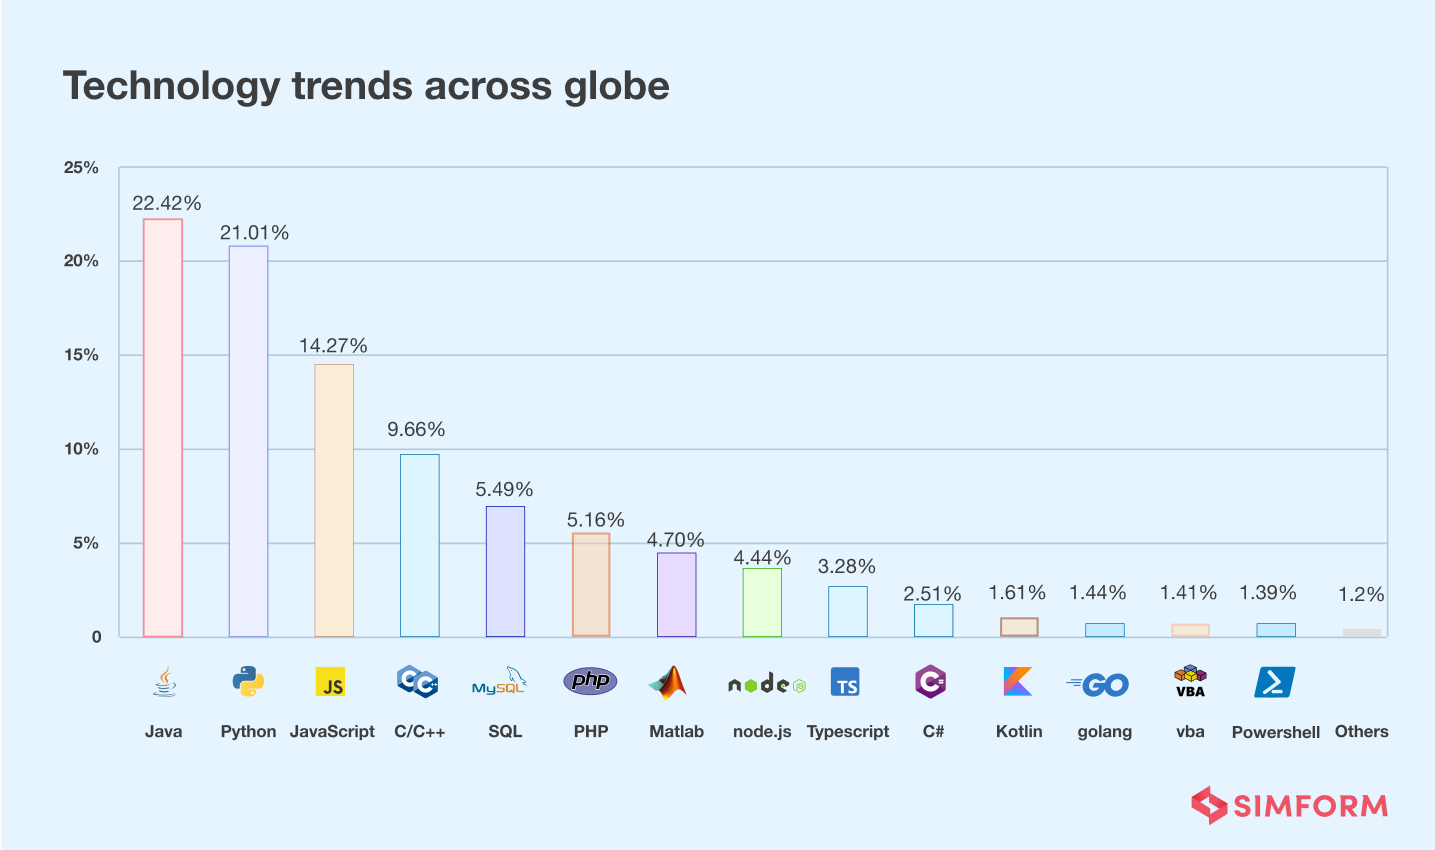 Technology trends across globe
25%
20%
15%
10%
5%
0
22.42%
21.01%
14.27%
9.66%
5.49%
5.16%
4.70%
4.44%
3.28%
2.51%
1.61%
1.44%
1.41%
1.39%
1.2%
JS
C C++
MySQL
php
node JS
TS
C#
GO
VBA
Java Python JavaScript C/C++ SQL PHP Matlab node.js Typescript C# Kotlin golang vba Powershell Others
SIMFORM